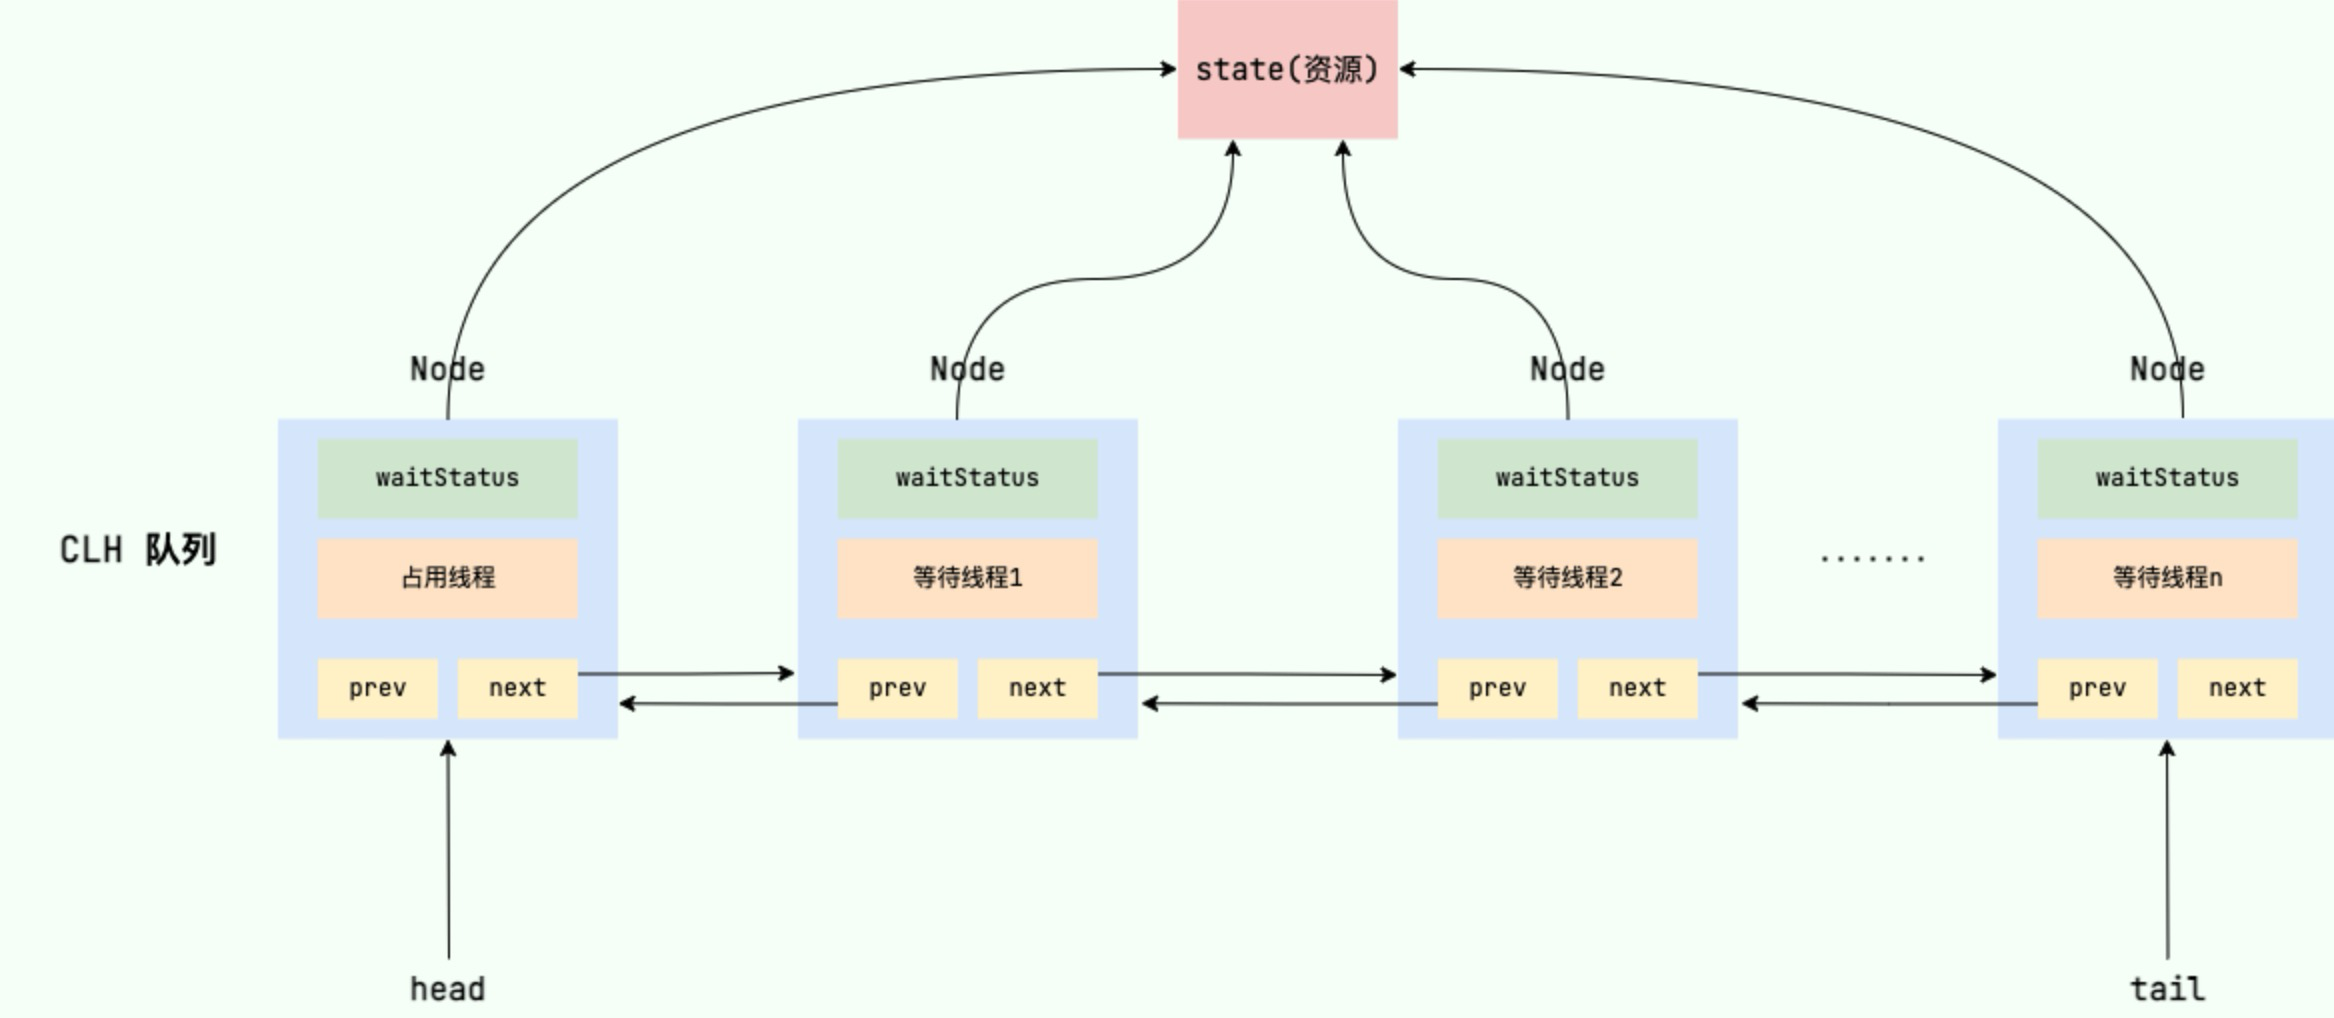 state(资源)
Node
Node
Node
Node
waitStatus
waitStatus
waitStatus
waitStatus
CLH 队列
占用线程
等待线程1
等待线程2
.......
等待线程n
prev
next
prev
next
prev
next
prev
next
head
tail